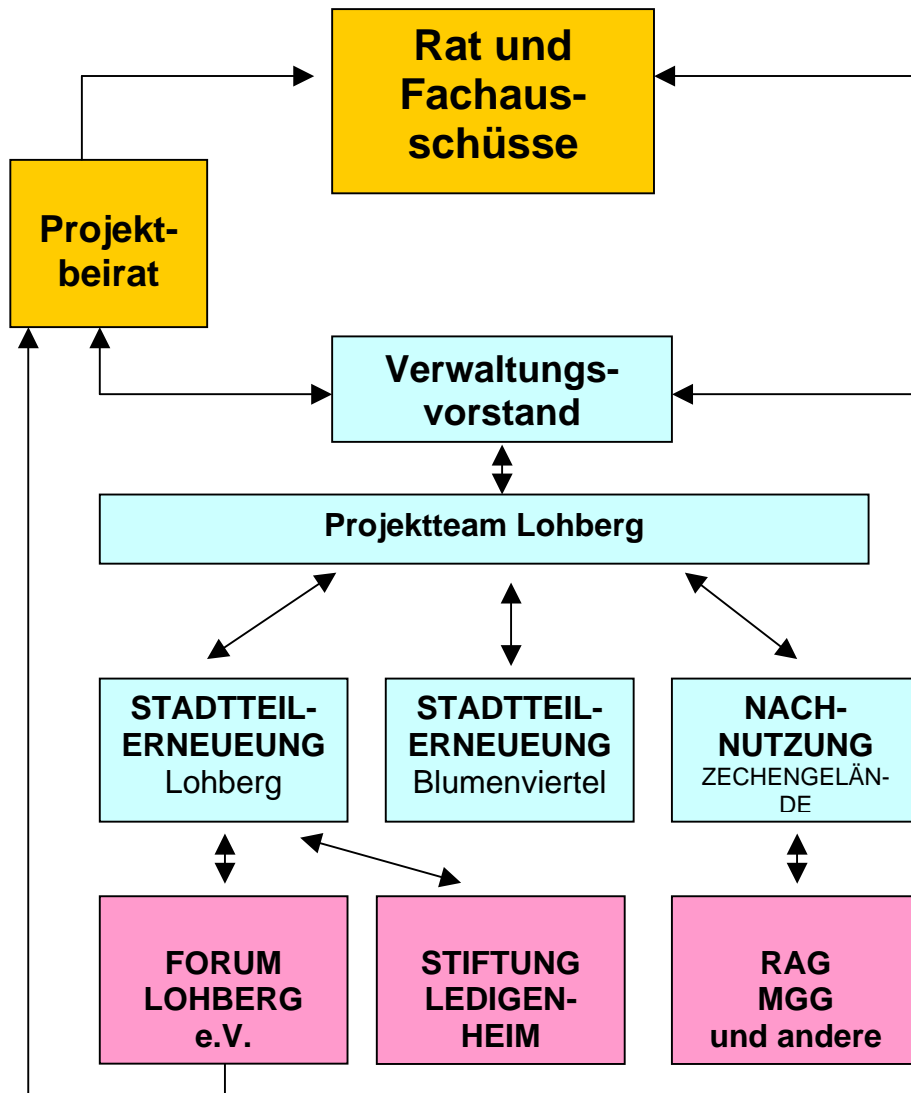 Rat und
Fachaus-
schüsse
Projekt-
beirat
Verwaltungs-
vorstand
Projektteam Lohberg
STADTTEIL-
ERNEUEUNG
Lohberg
STADTTEIL-
ERNEUEUNG
Blumenviertel
NACH-
NUTZUNG
ZECHENGELÄN-
DE
FORUM
LOHBERG
e.V.
STIFTUNG
LEDIGEN-
HEIM
RAG
MGG
und andere